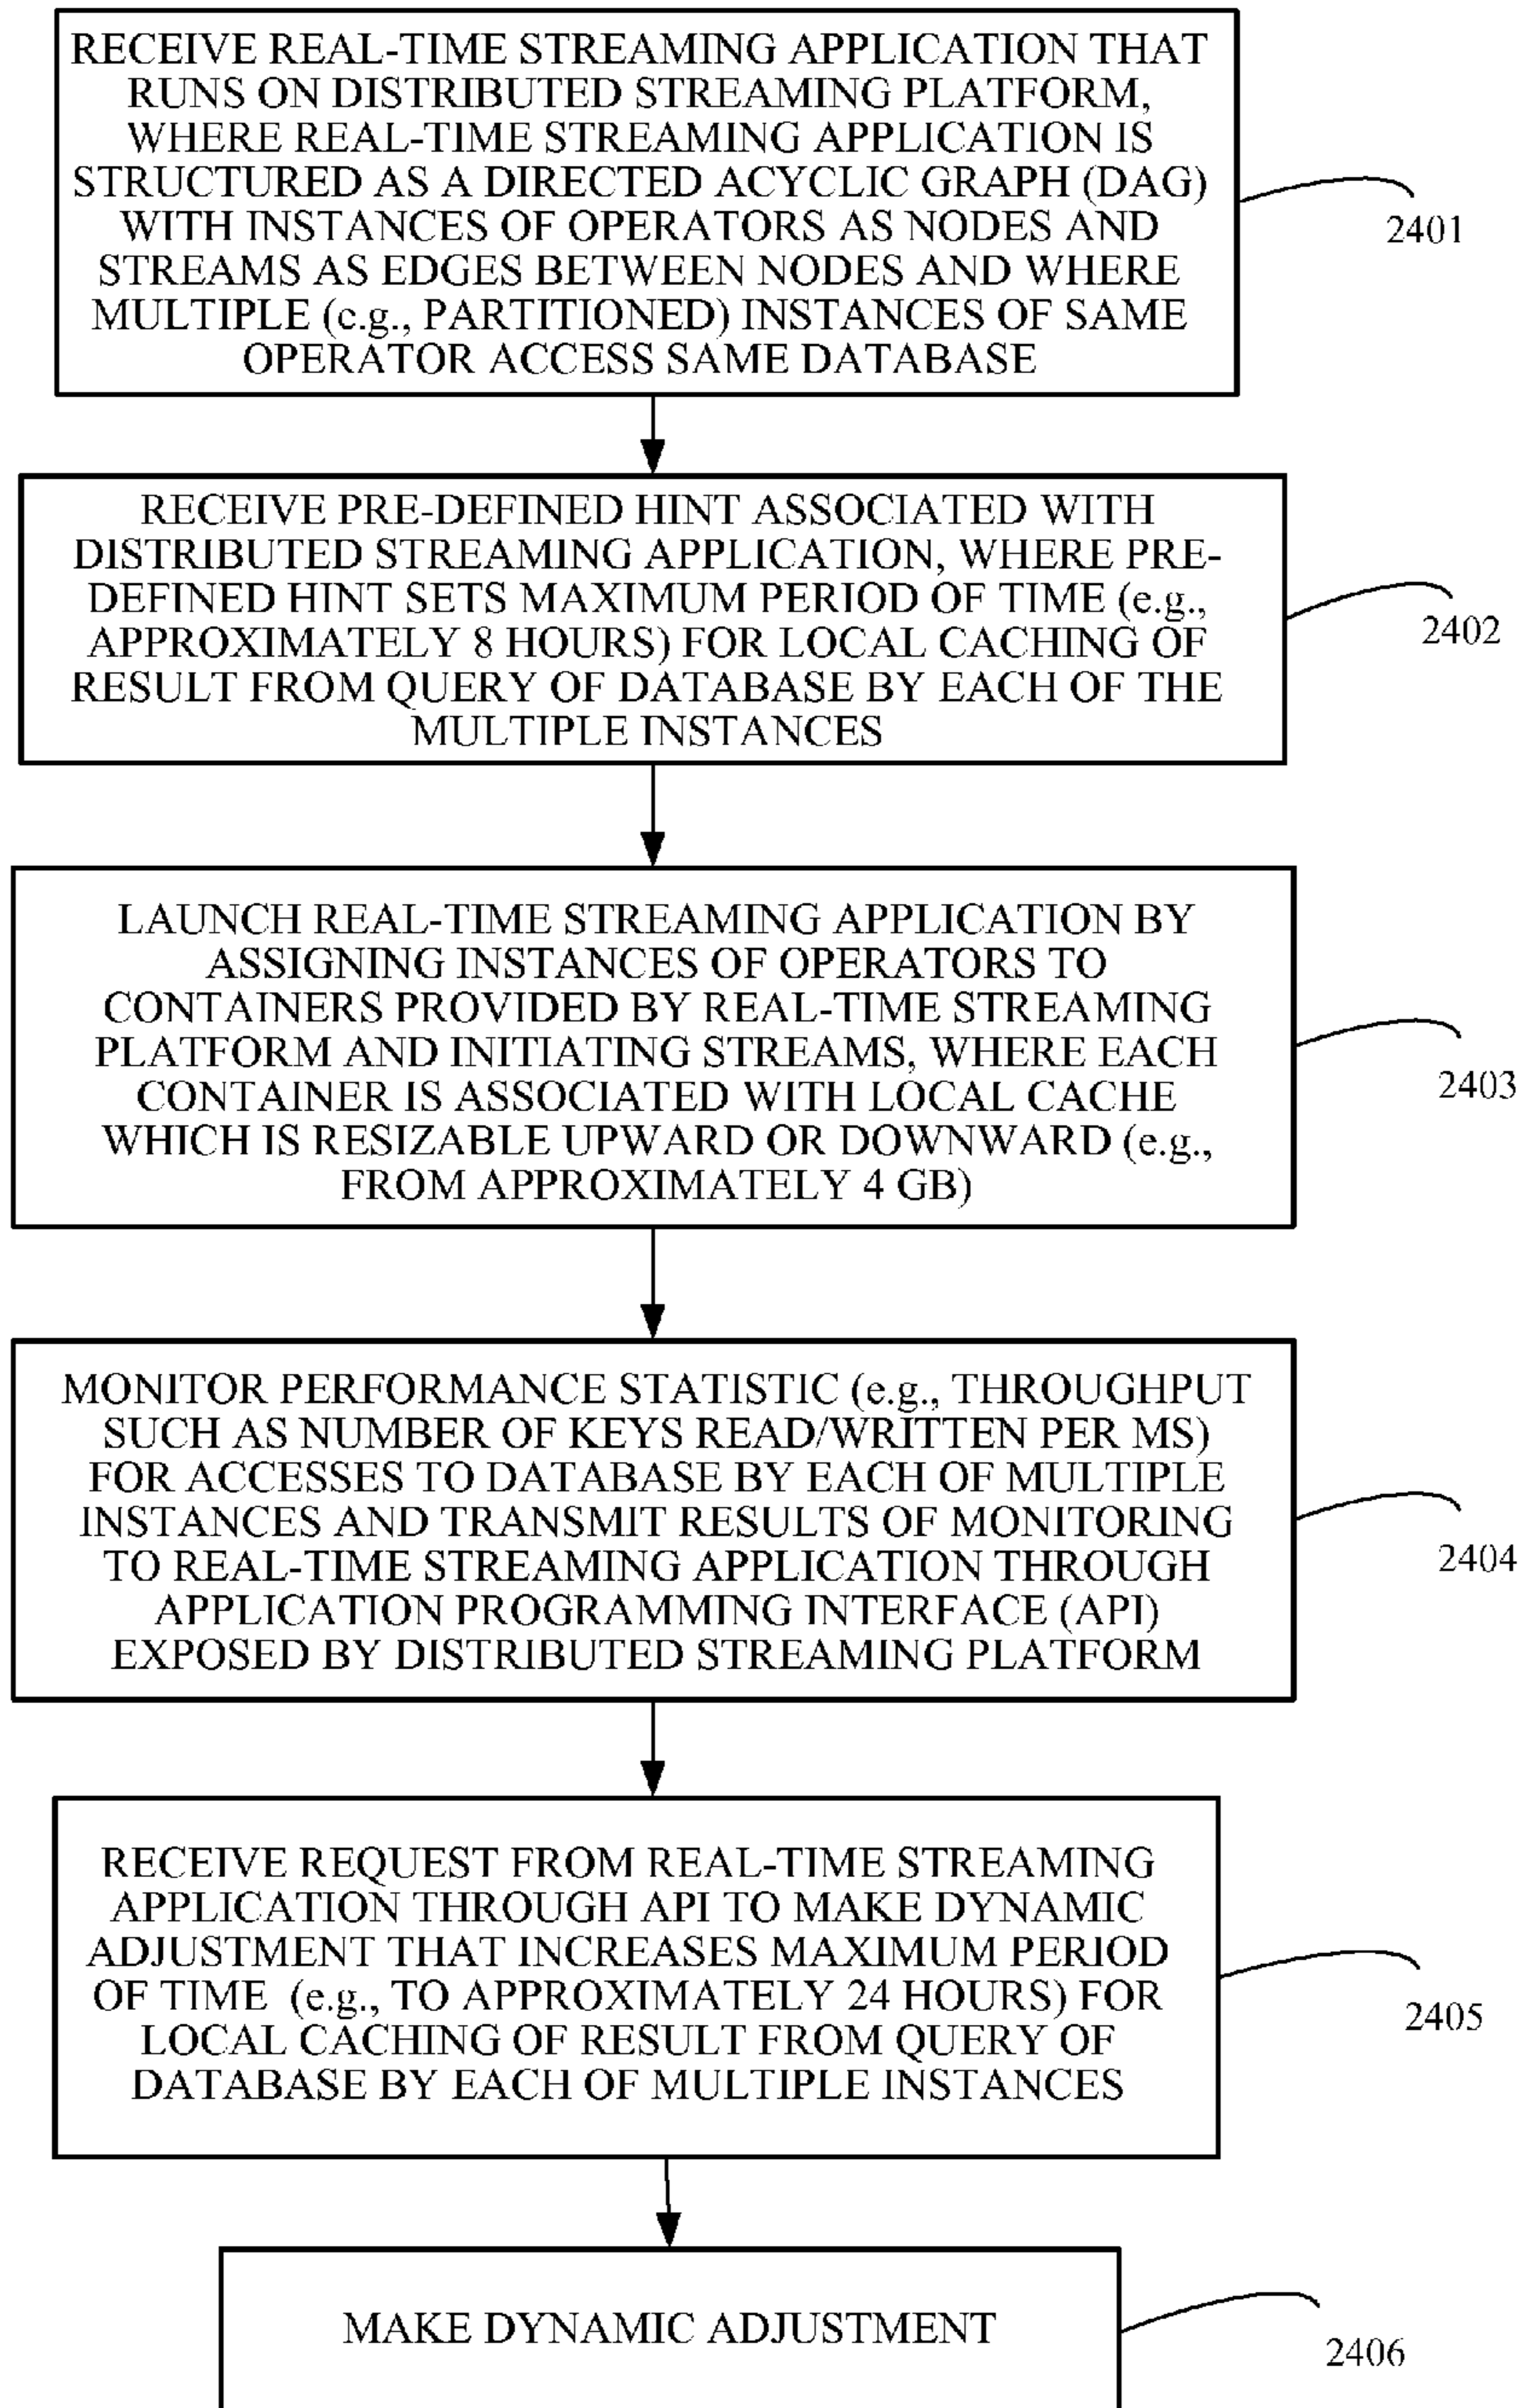 RECEIVE REAL-TIME STREAMING APPLICATION THAT
RUNS ON DISTRIBUTED STREAMING PLATFORM,
WHERE REAL-TIME STREAMING APPLICATION IS
STRUCTURED AS A DIRECTED ACYCLIC GRAPH (DAG)
WITH INSTANCES OF OPERATORS AS NODES AND
STREAMS AS EDGES BETWEEN NODES AND WHERE
MULTIPLE (e.g., PARTITIONED) INSTANCES OF SAME
OPERATOR ACCESS SAME DATABASE
2401
RECEIVE PRE-DEFINED HINT ASSOCIATED WITH
DISTRIBUTED STREAMING APPLICATION, WHERE PRE-
DEFINED HINT SETS MAXIMUM PERIOD OF TIME (e.g.,
APPROXIMATELY 8 HOURS) FOR LOCAL CACHING OF
RESULT FROM QUERY OF DATABASE BY EACH OF THE
MULTIPLE INSTANCES
2402
LAUNCH REAL-TIME STREAMING APPLICATION BY
ASSIGNING INSTANCES OF OPERATORS TO
CONTAINERS PROVIDED BY REAL-TIME STREAMING
PLATFORM AND INITIATING STREAMS, WHERE EACH
CONTAINER IS ASSOCIATED WITH LOCAL CACHE
WHICH IS RESIZABLE UPWARD OR DOWNWARD (e.g.,
FROM APPROXIMATELY 4 GB)
2403
MONITOR PERFORMANCE STATISTIC (e.g., THROUGHPUT
SUCH AS NUMBER OF KEYS READ/WRITTEN PER MS)
FOR ACCESSES TO DATABASE BY EACH OF MULTIPLE
INSTANCES AND TRANSMIT RESULTS OF MONITORING
TO REAL-TIME STREAMING APPLICATION THROUGH
APPLICATION PROGRAMMING INTERFACE (API)
EXPOSED BY DISTRIBUTED STREAMING PLATFORM
2404
RECEIVE REQUEST FROM REAL-TIME STREAMING
APPLICATION THROUGH API TO MAKE DYNAMIC
ADJUSTMENT THAT INCREASES MAXIMUM PERIOD
OF TIME (e.g., TO APPROXIMATELY 24 HOURS) FOR
LOCAL CACHING OF RESULT FROM QUERY OF
DATABASE BY EACH OF MULTIPLE INSTANCES
2405
MAKE DYNAMIC ADJUSTMENT
2406